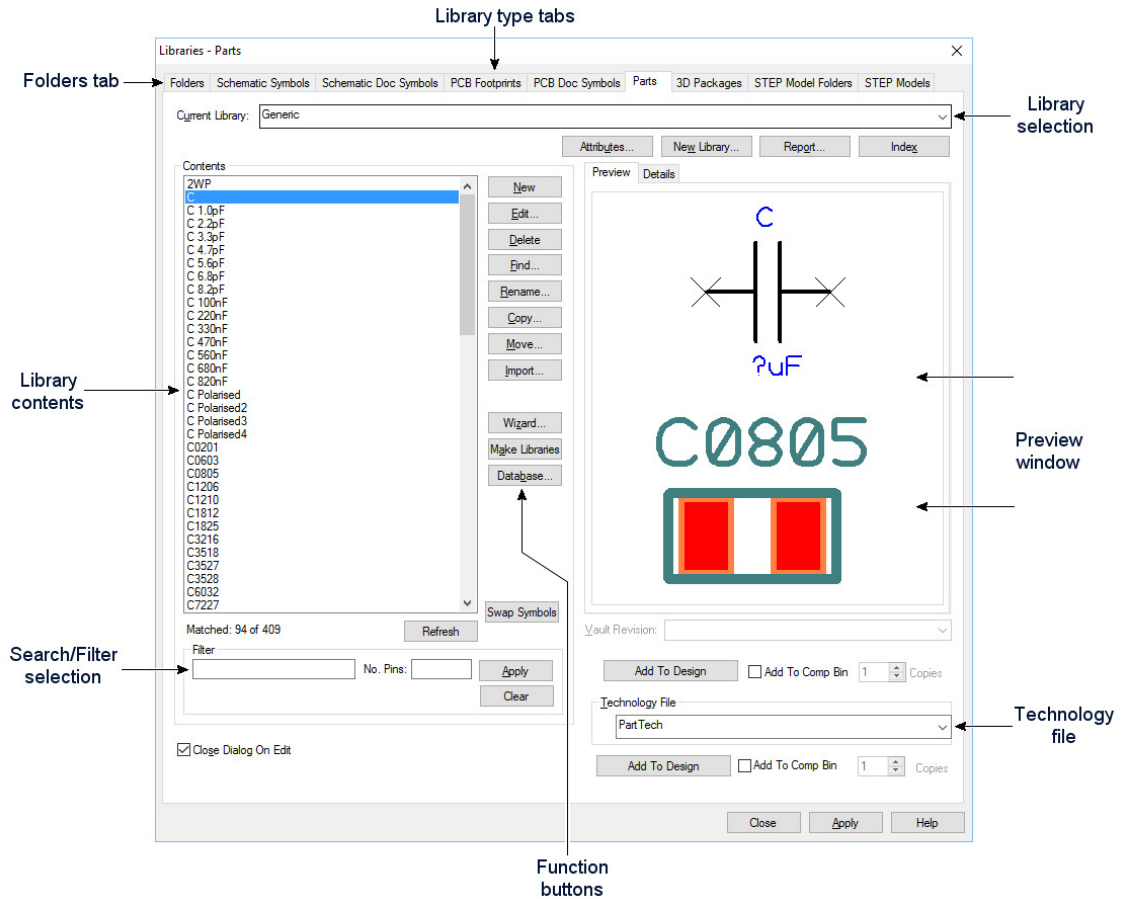 Library type tabs
Libraries - Parts
Folders tab
Folders Schematic Symbols Schematic Doc Symbols PCB Footprints PCB Doc Symbols Parts 3D Packages STEP Model Folders STEP Models
Current Library: Generic
Library
selection
Attributes... New Library... Report... Index
Contents
2WP
C
C 1.0pF
C 2.2pF
C 3.3pF
C 4.7pF
C 5.6pF
C 6.8pF
C 8.2pF
C 100nF
C 220nF
C 330nF
C 470nF
C 560nF
C 680nF
C 820nF
C Polarised
C Polarised2
C Polarised3
C Polarised4
C0201
C0603
C0805
C1206
C1210
C1812
C1825
C3216
C3518
C3527
C3528
C6032
C7227
Library
contents
New
Edit...
Delete
Find...
Rename...
Copy...
Move...
Import...
Wizard...
Make Libraries
Database...
Swap Symbols
Preview Details
C
?uF
C0805
Preview
window
Matched: 94 of 409 Refresh
Filter
No. Pins: Apply
Clear
Search/Filter
selection
Close Dialog On Edit
Vault Revision:
Add To Design Add To Comp Bin 1 Copies
Technology File
PartTech
Technology
file
Add To Design Add To Comp Bin 1 Copies
Close Apply Help
Function
buttons